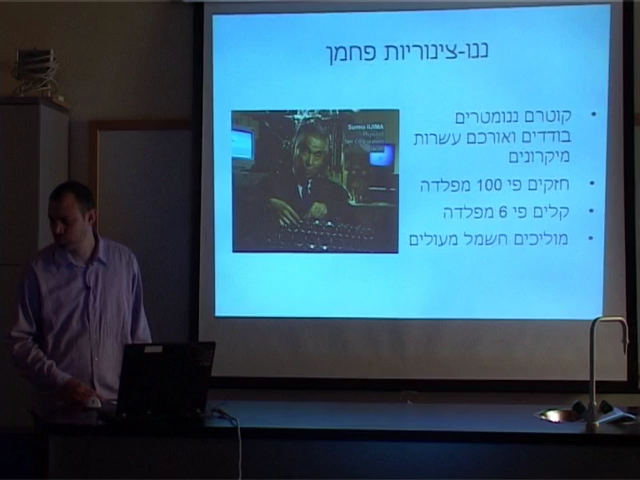 ננו-צינוריות פחמן
קוטרם ננומטרים
בודדים ואורכם עשרות
מיקרונים
חזקים פי 100 מפלדה
קלים פי 6 מפלדה
מוליכים חשמל מעולים
Sumio IIJIMA